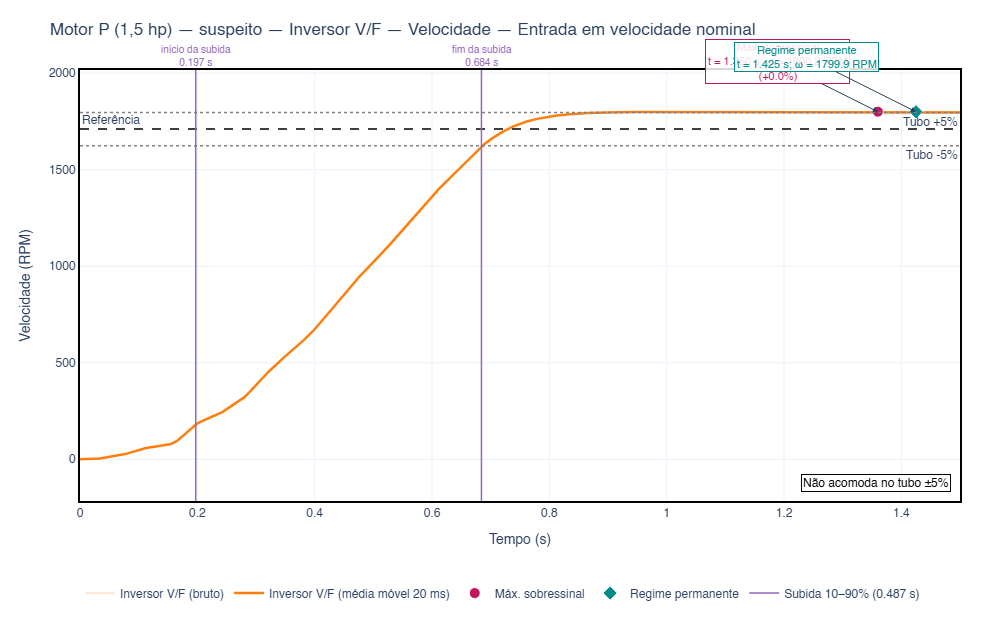 Motor P (1,5 hp) — suspeito — Inversor V/F — Velocidade — Entrada em velocidade nominal
início da subida
0.197 s
fim da subida
0.684 s
Regime permanente
t = 1.425 s; ω = 1799.9 RPM
t = 1.
(+0.0%)
2000
1500
1000
500
0
Velocidade (RPM)
Referência
Tubo +5%
Tubo -5%
Não acomoda no tubo ±5%
0
0.2
0.4
0.6
0.8
1
1.2
1.4
Tempo (s)
Inversor V/F (bruto)
Inversor V/F (média móvel 20 ms)
Máx. sobressinal
Regime permanente
Subida 10–90% (0.487 s)